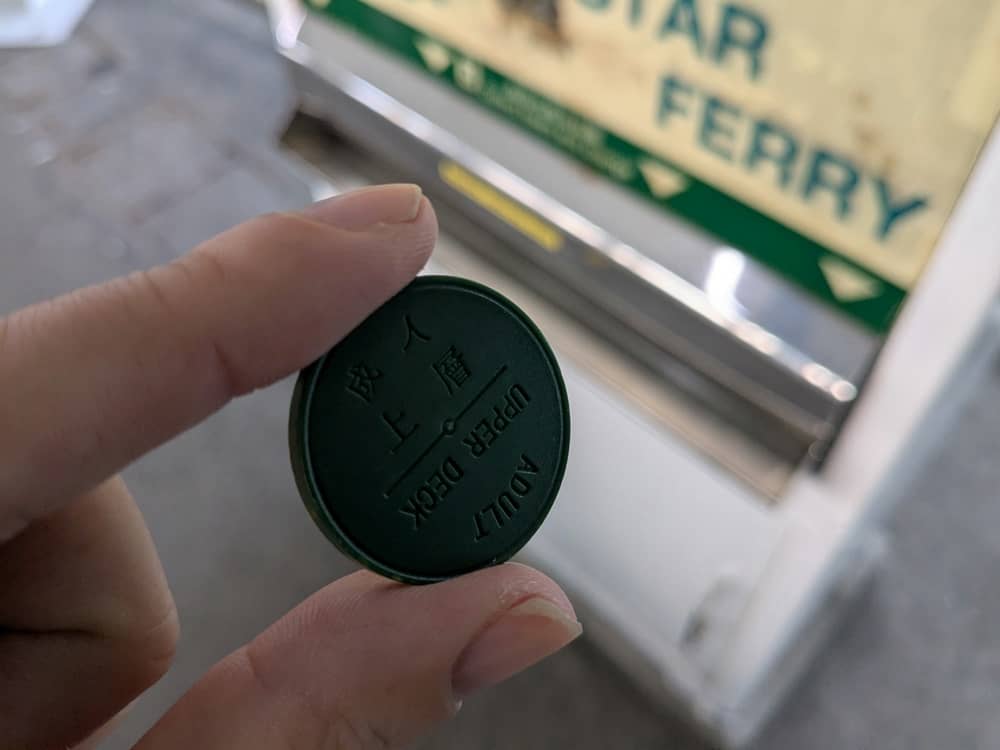 STAR
FERRY
成人
上層
UPPER DECK
ADULT